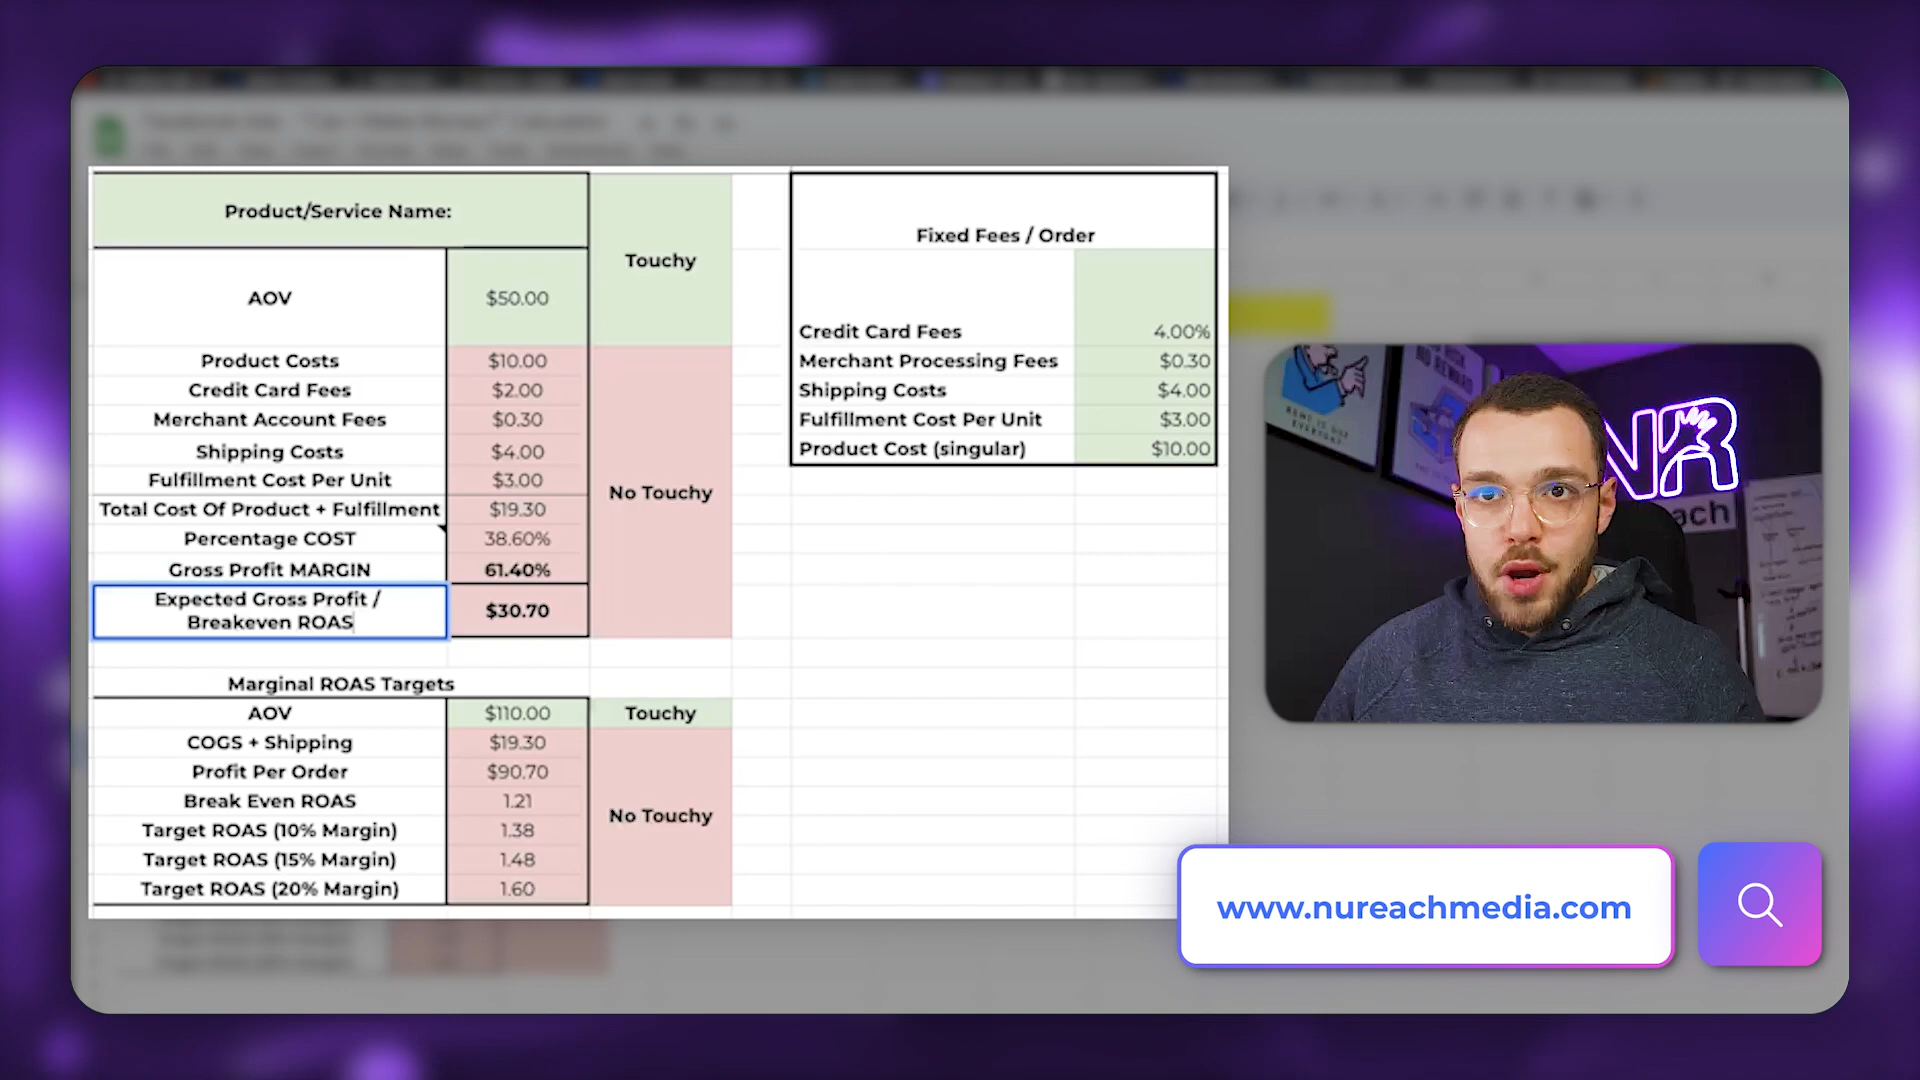 Product/Service Name:
Touchy
AOV $50.00
Product Costs $10.00
Credit Card Fees $2.00
Merchant Account Fees $0.30
Shipping Costs $4.00
Fulfillment Cost Per Unit $3.00
No Touchy
Total Cost Of Product + Fulfillment $19.30
Percentage COST 38.60%
Gross Profit MARGIN 61.40%
Expected Gross Profit /
Breakeven ROAS $30.70
Marginal ROAS Targets
AOV $110.00 Touchy
COGS + Shipping $19.30
Profit Per Order $90.70
Break Even ROAS 1.21
No Touchy
Target ROAS (10% Margin) 1.38
Target ROAS (15% Margin) 1.48
Target ROAS (20% Margin) 1.60
Fixed Fees / Order
Credit Card Fees 4.00%
Merchant Processing Fees $0.30
Shipping Costs $4.00
Fulfillment Cost Per Unit $3.00
Product Cost (singular) $10.00
NR
www.nureachmedia.com